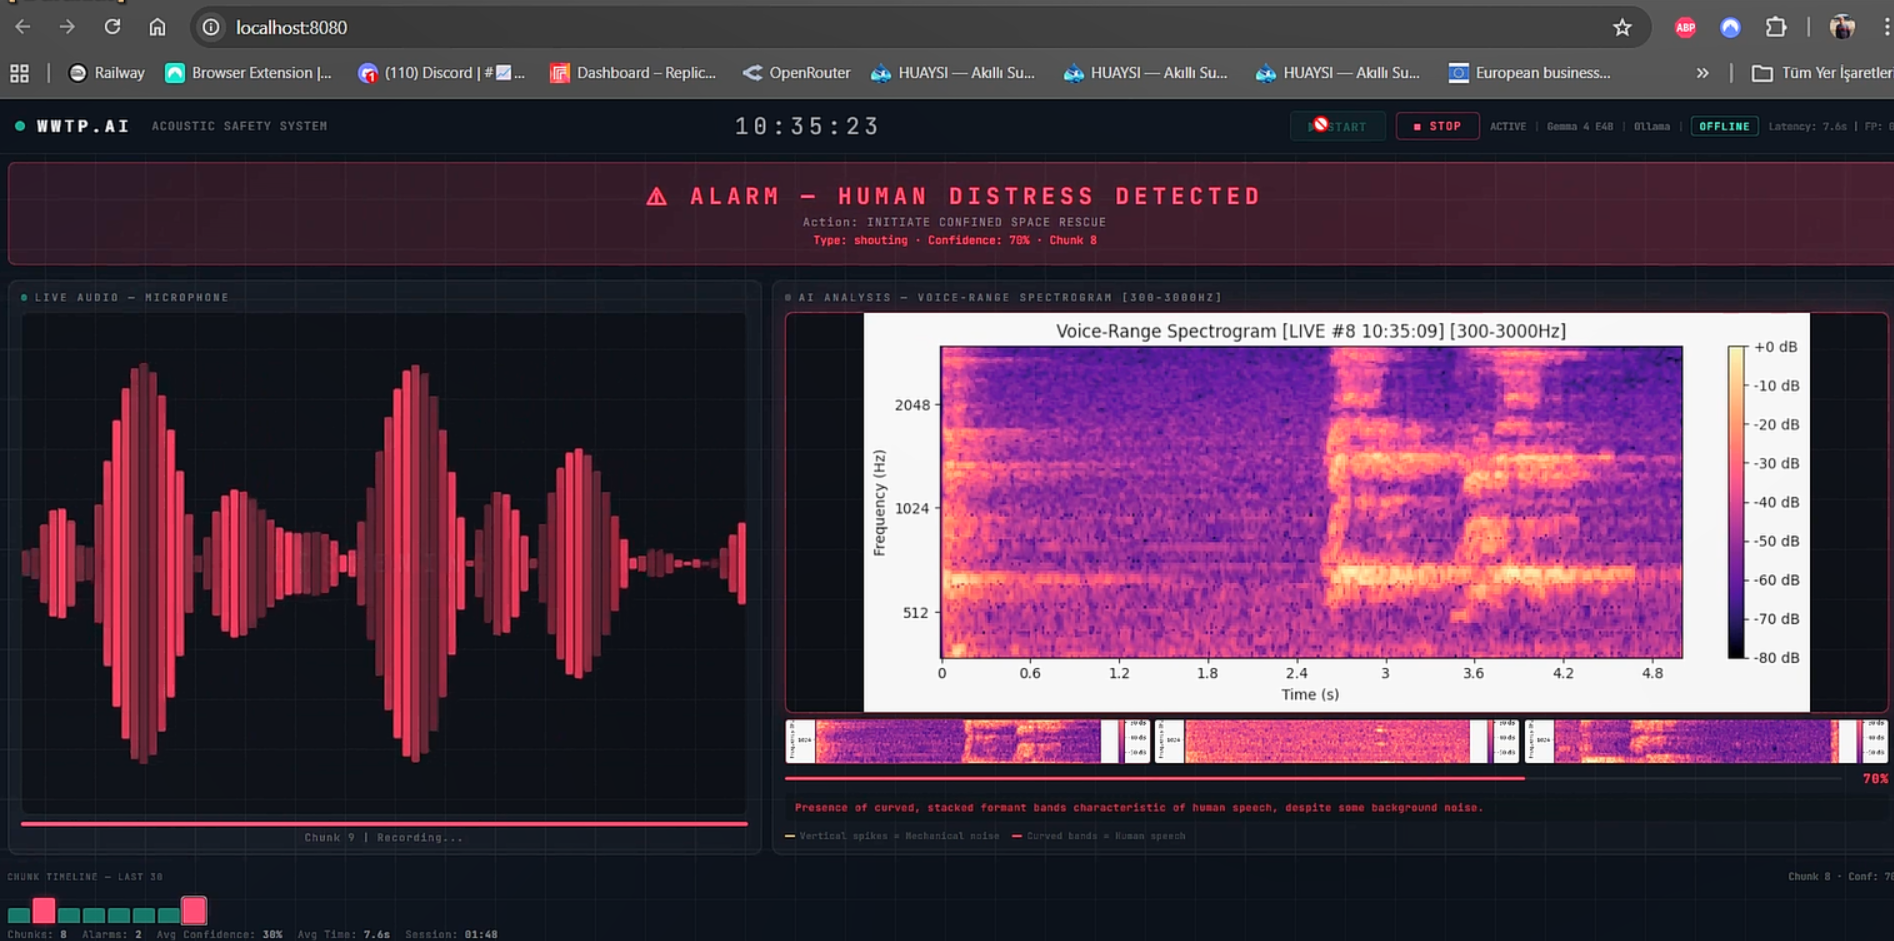 localhost:8080
ABP
Railway
Browser Extension |...
(110) Discord | #...
Dashboard – Replic...
OpenRouter
HUAYSI — Akıllı Su...
HUAYSI — Akıllı Su...
HUAYSI — Akıllı Su...
European business...
»
Tüm Yer İşaretleri
WWTP.AI ACOUSTIC SAFETY SYSTEM
10:35:23
START
STOP
ACTIVE | Gemma 4 E4B | Ollama | OFFLINE Latency: 7.6s | FP: 0
⚠ ALARM — HUMAN DISTRESS DETECTED
Action: INITIATE CONFINED SPACE RESCUE
Type: shouting · Confidence: 70% · Chunk 8
LIVE AUDIO — MICROPHONE
Chunk 9 | Recording...
AI ANALYSIS — VOICE-RANGE SPECTROGRAM [300-3000HZ]
Voice-Range Spectrogram [LIVE #8 10:35:09] [300-3000Hz]
Frequency (Hz)
2048
1024
512
0 0.6 1.2 1.8 2.4 3 3.6 4.2 4.8
Time (s)
+0 dB
-10 dB
-20 dB
-30 dB
-40 dB
-50 dB
-60 dB
-70 dB
-80 dB
70%
Presence of curved, stacked formant bands characteristic of human speech, despite some background noise.
Vertical spikes = Mechanical noise Curved bands = Human speech
CHUNK TIMELINE — LAST 30
Chunk 8 · Conf: 70
Chunks: 8 Alarms: 2 Avg Confidence: 30% Avg Time: 7.6s Session: 01:48